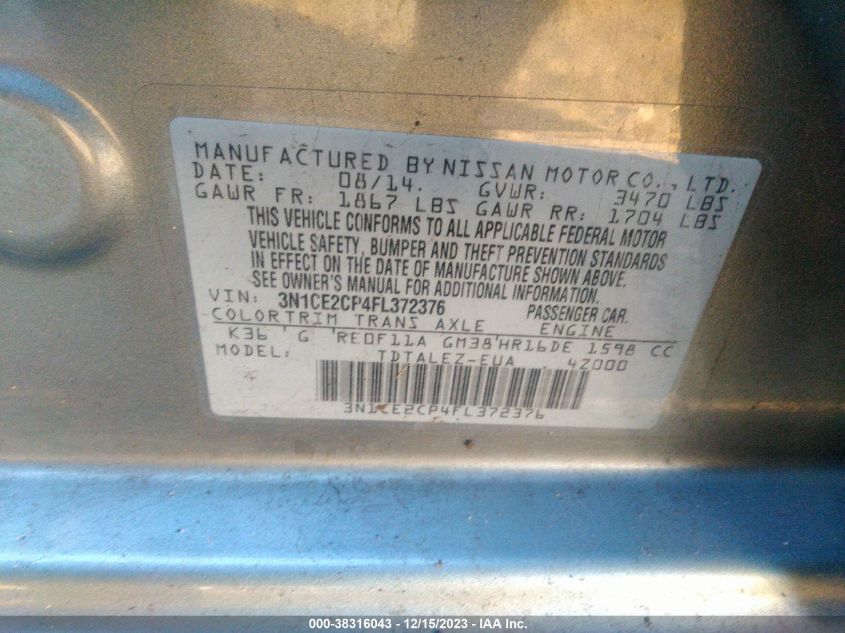 MANUFACTURED BY NISSAN MOTOR CO., LTD.
DATE: 08/14. GVWR: 3470 LBS
GAWR FR: 1867 LBS GAWR RR: 1704 LBS
THIS VEHICLE CONFORMS TO ALL APPLICABLE FEDERAL MOTOR
VEHICLE SAFETY, BUMPER AND THEFT PREVENTION STANDARDS
IN EFFECT ON THE DATE OF MANUFACTURE SHOWN ABOVE.
SEE OWNER'S MANUAL FOR ADDITIONAL INFORMATION.
VIN: 3N1CE2CP4FL372376 PASSENGER CAR.
COLOR TRIM TRANS AXLE ENGINE
K36 ' G 'RE0F11A GM38'HR16DE 1598 CC
MODEL: TDTALEZ-EUA 4Z000
3N1CE2CP4FL372376
000-38316043 - 12/15/2023 - IAA Inc.